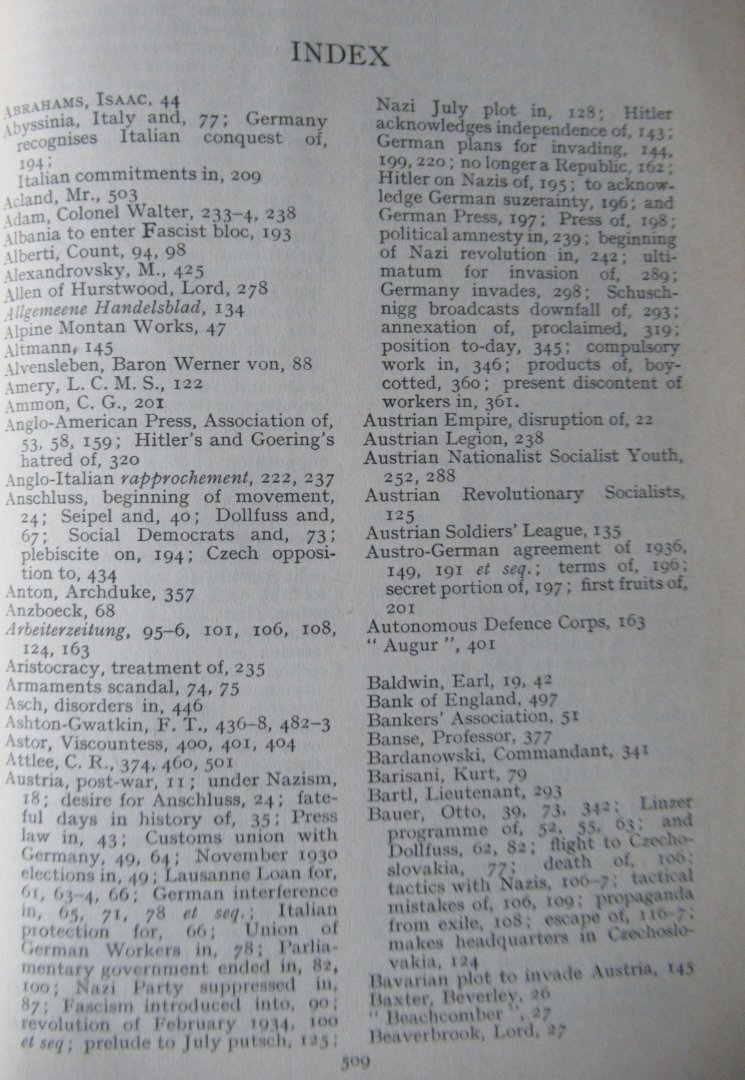 INDEX
ABRAHAMS, ISAAC, 44
Abyssinia, Italy and, 77; Germany
recognises Italian conquest of,
194;
Italian commitments in, 209
Acland, Mr., 503
Adam, Colonel Walter, 233-4, 238
Albania to enter Fascist bloc, 193
Alberti, Count, 94, 98
Alexandrovsky, M., 425
Allen of Hurstwood, Lord, 278
Allgemeene Handelsblad, 134
Alpine Montan Works, 47
Altmann, 145
Alvensleben, Baron Werner von, 88
Amery, L. C. M. S., 122
Ammon, C. G., 201
Anglo-American Press, Association of,
53, 58, 159; Hitler's and Goering's
hatred of, 320
Anglo-Italian rapprochement, 222, 237
Anschluss, beginning of movement,
24; Seipel and, 40; Dollfuss and,
67; Social Democrats and, 73;
plebiscite on, 194; Czech opposi-
tion to, 434
Anton, Archduke, 357
Anzboeck, 68
Arbeiterzeitung, 95-6, 101, 106, 108,
124, 163
Aristocracy, treatment of, 235
Armaments scandal, 74, 75
Asch, disorders in, 446
Ashton-Gwatkin, F. T., 436-8, 482-3
Astor, Viscountess, 400, 401, 404
Attlee, C. R., 374, 460, 501
Austria, post-war, 11; under Nazism,
18; desire for Anschluss, 24; fate-
ful days in history of, 35; Press
law in, 43; Customs union with
Germany, 49, 64; November 1930
elections in, 49; Lausanne Loan for,
61, 63-4, 66; German interference
in, 65, 71, 78 et seq.; Italian
protection for, 66; Union of
German Workers in, 78; Parlia-
mentary government ended in, 82,
100; Nazi Party suppressed in,
87; Fascism introduced into, 90;
revolution of February 1934, 100
et seq; prelude to July putsch, 125;
Nazi July plot in, 128; Hitler
acknowledges independence of, 143;
German plans for invading, 144,
199, 220; no longer a Republic, 162;
Hitler on Nazis of, 195; to acknow-
ledge German suzerainty, 196; and
German Press, 197; Press of, 198;
political amnesty in, 239; beginning
of Nazi revolution in, 242; ulti-
matum for invasion of, 289;
Germany invades, 298; Schusch-
nigg broadcasts downfall of, 293;
annexation of, proclaimed, 319;
position to-day, 345; compulsory
work in, 346; products of, boy-
cotted, 360; present discontent of
workers in, 361.
Austrian Empire, disruption of, 22
Austrian Legion, 238
Austrian Nationalist Socialist Youth,
252, 288
Austrian Revolutionary Socialists,
125
Austrian Soldiers' League, 135
Austro-German agreement of 1936,
149, 191 et seq.; terms of, 196;
secret portion of, 197; first fruits of,
201
Autonomous Defence Corps, 163
" Augur ", 401
Baldwin, Earl, 19, 42
Bank of England, 497
Bankers' Association, 51
Banse, Professor, 377
Bardanowski, Commandant, 341
Barisani, Kurt, 79
Bartl, Lieutenant, 293
Bauer, Otto, 39, 73, 342; Linzer
programme of, 52, 55, 63; and
Dollfuss, 62, 82; flight to Czecho-
slovakia, 77; death of, 106;
tactics with Nazis, 106-7; tactical
mistakes of, 106, 109; propaganda
from exile, 108; escape of, 116-7;
makes headquarters in Czechoslo-
vakia, 124
Bavarian plot to invade Austria, 145
Baxter, Beverley, 26
" Beachcomber ", 27
Beaverbrook, Lord, 27
509